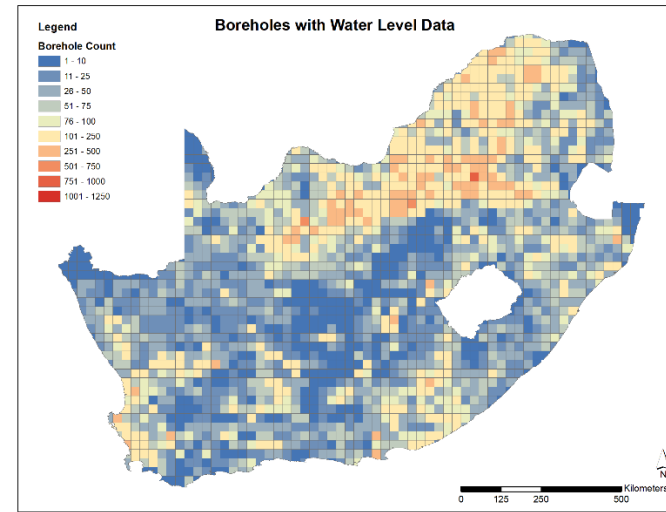 Boreholes with Water Level Data
Legend
Borehole Count
1 - 10
11 - 25
26 - 50
51 - 75
76 - 100
101 - 250
251 - 500
501 - 750
751 - 1000
1001 - 1250
N
Kilometers
0 125 250 500